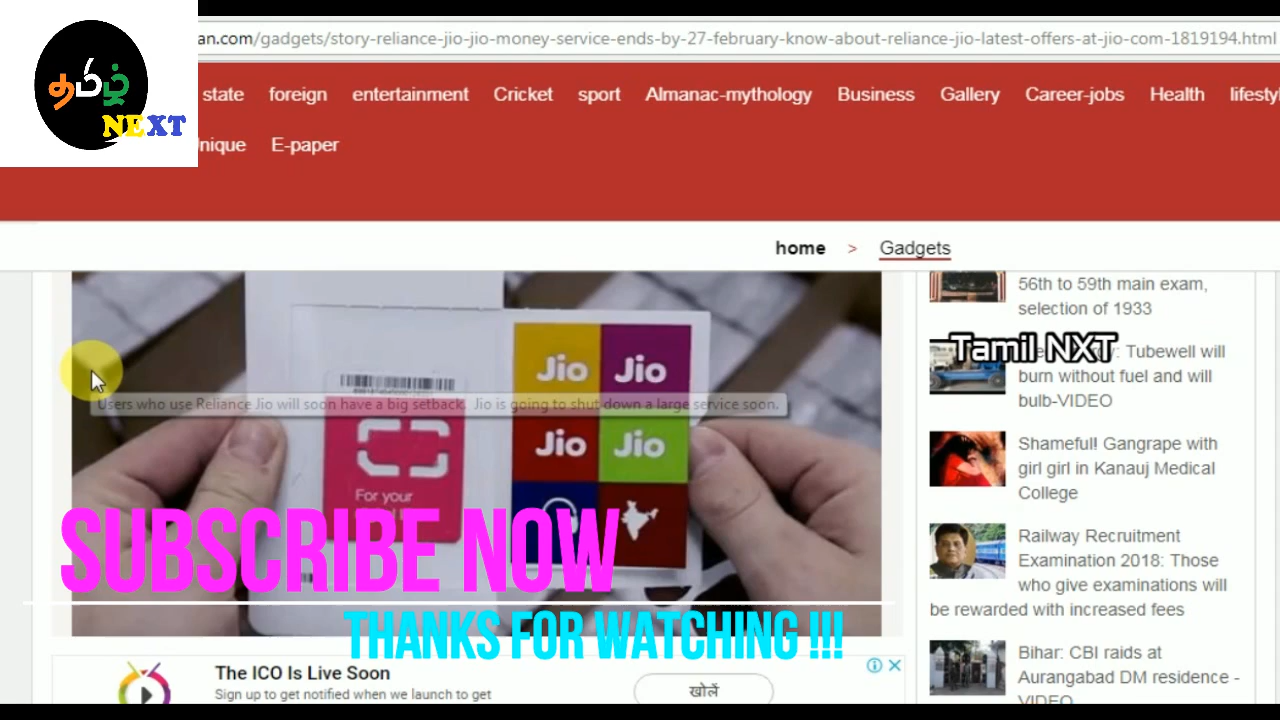 தமிழ்
NEXT
an.com/gadgets/story-reliance-jio-jio-money-service-ends-by-27-february-know-about-reliance-jio-latest-offers-at-jio-com-1819194.html
state foreign entertainment Cricket sport Almanac-mythology Business Gallery Career-jobs Health lifestyl
Unique E-paper
home > Gadgets
56th to 59th main exam,
selection of 1933
Tamil NXT
Tubewell will
burn without fuel and will
bulb-VIDEO
Jio Jio
Users who use Reliance Jio will soon have a big setback. Jio is going to shut down a large service soon.
Jio Jio
Shameful! Gangrape with
girl girl in Kanauj Medical
College
For your
SUBSCRIBE NOW
Railway Recruitment
Examination 2018: Those
who give examinations will
be rewarded with increased fees
THANKS FOR WATCHING !!!
Bihar: CBI raids at
Aurangabad DM residence -
VIDEO
The ICO Is Live Soon
Sign up to get notified when we launch to get
खोलें